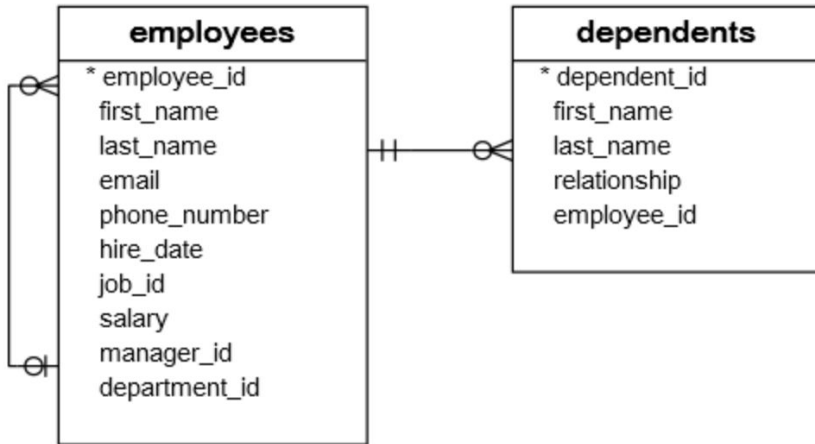 employees
* employee_id
first_name
last_name
email
phone_number
hire_date
job_id
salary
manager_id
department_id
dependents
* dependent_id
first_name
last_name
relationship
employee_id